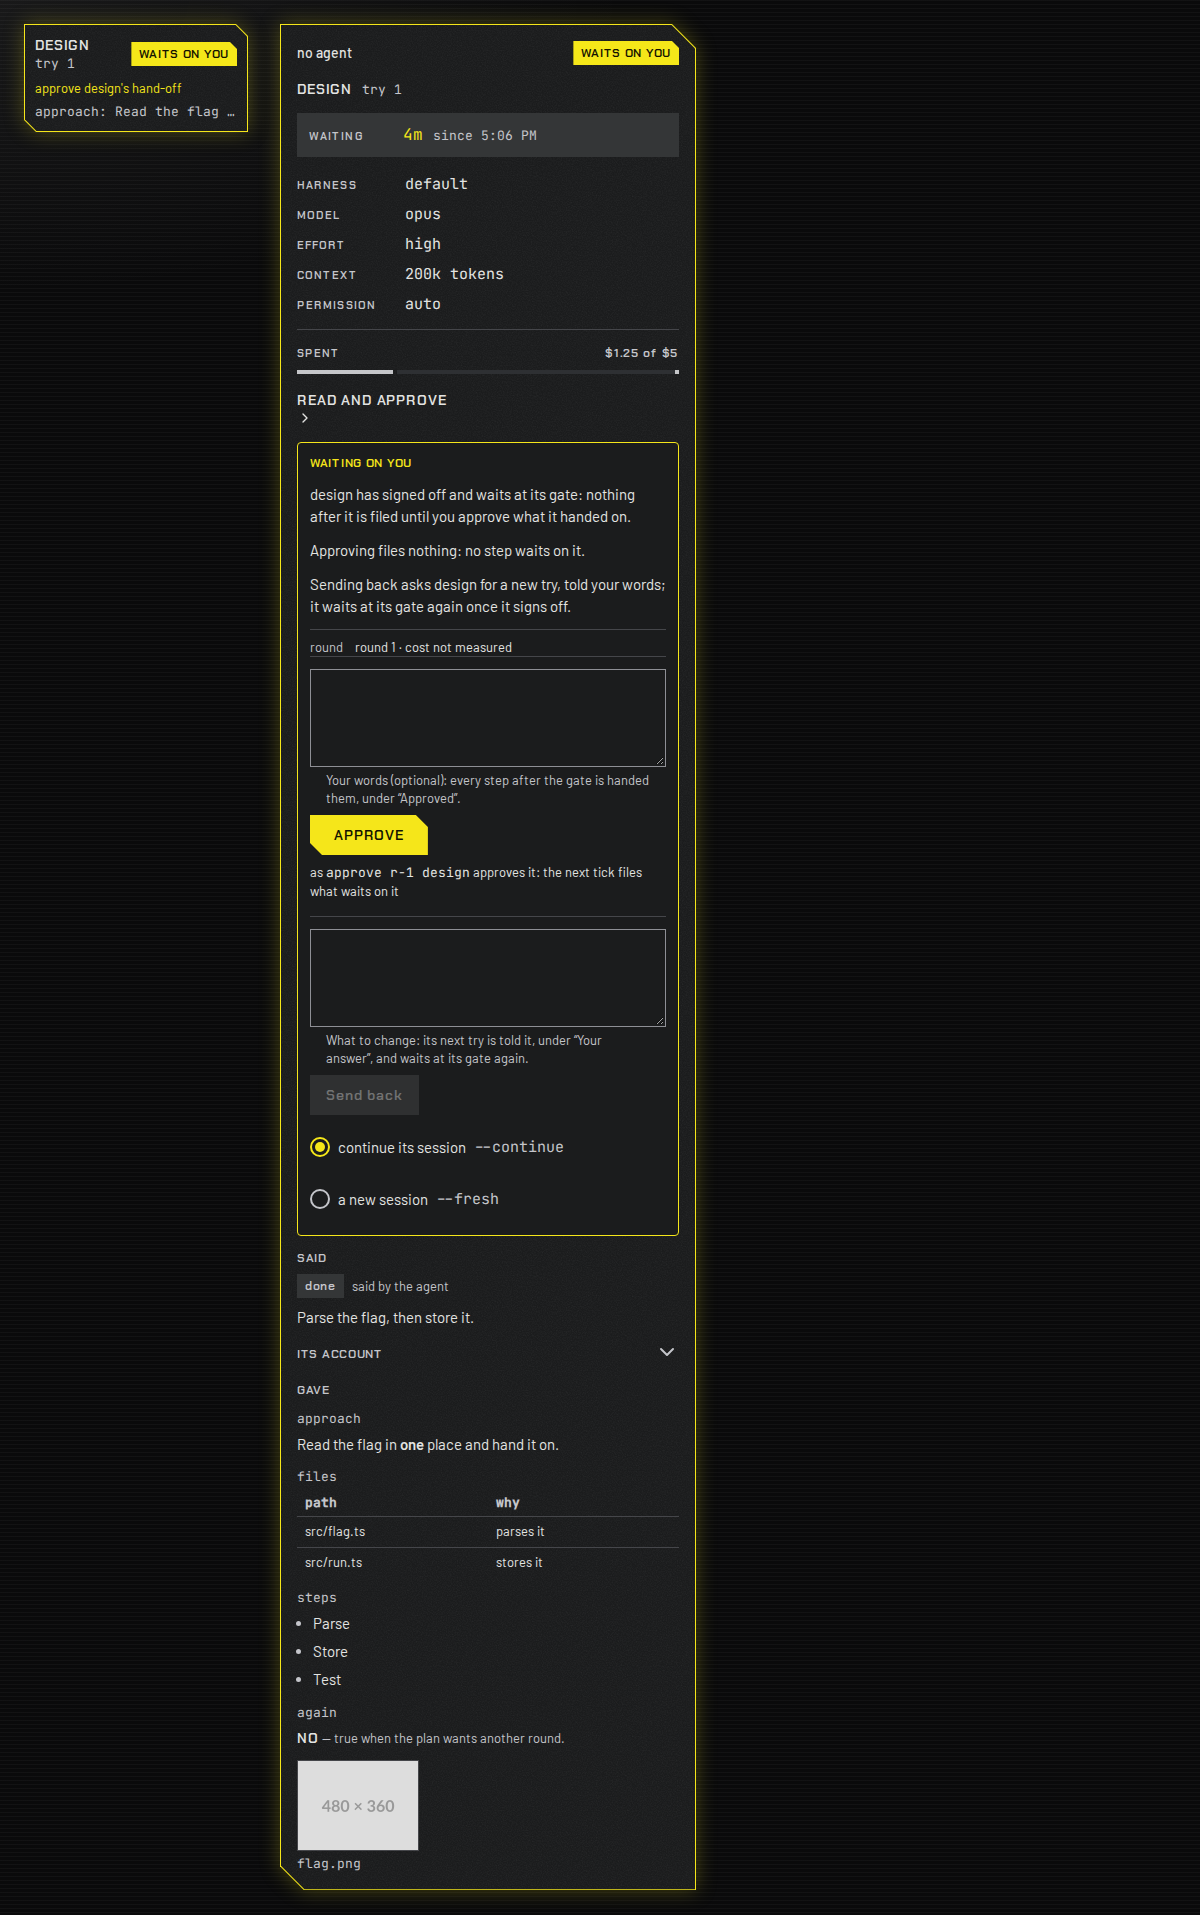 DESIGN
try 1
WAITS ON YOU
approve design's hand-off
approach: Read the flag …
no agent
WAITS ON YOU
DESIGN try 1
WAITING 4m since 5:06 PM
HARNESS default
MODEL opus
EFFORT high
CONTEXT 200k tokens
PERMISSION auto
SPENT $1.25 of $5
READ AND APPROVE
WAITING ON YOU
design has signed off and waits at its gate: nothing
after it is filed until you approve what it handed on.
Approving files nothing: no step waits on it.
Sending back asks design for a new try, told your words;
it waits at its gate again once it signs off.
round round 1 · cost not measured
Your words (optional): every step after the gate is handed
them, under “Approved”.
APPROVE
as approve r-1 design approves it: the next tick files
what waits on it
What to change: its next try is told it, under “Your
answer”, and waits at its gate again.
Send back
continue its session --continue
a new session --fresh
SAID
done said by the agent
Parse the flag, then store it.
ITS ACCOUNT
GAVE
approach
Read the flag in one place and hand it on.
files
path why
src/flag.ts parses it
src/run.ts stores it
steps
Parse
Store
Test
again
NO — true when the plan wants another round.
480 × 360
flag.png